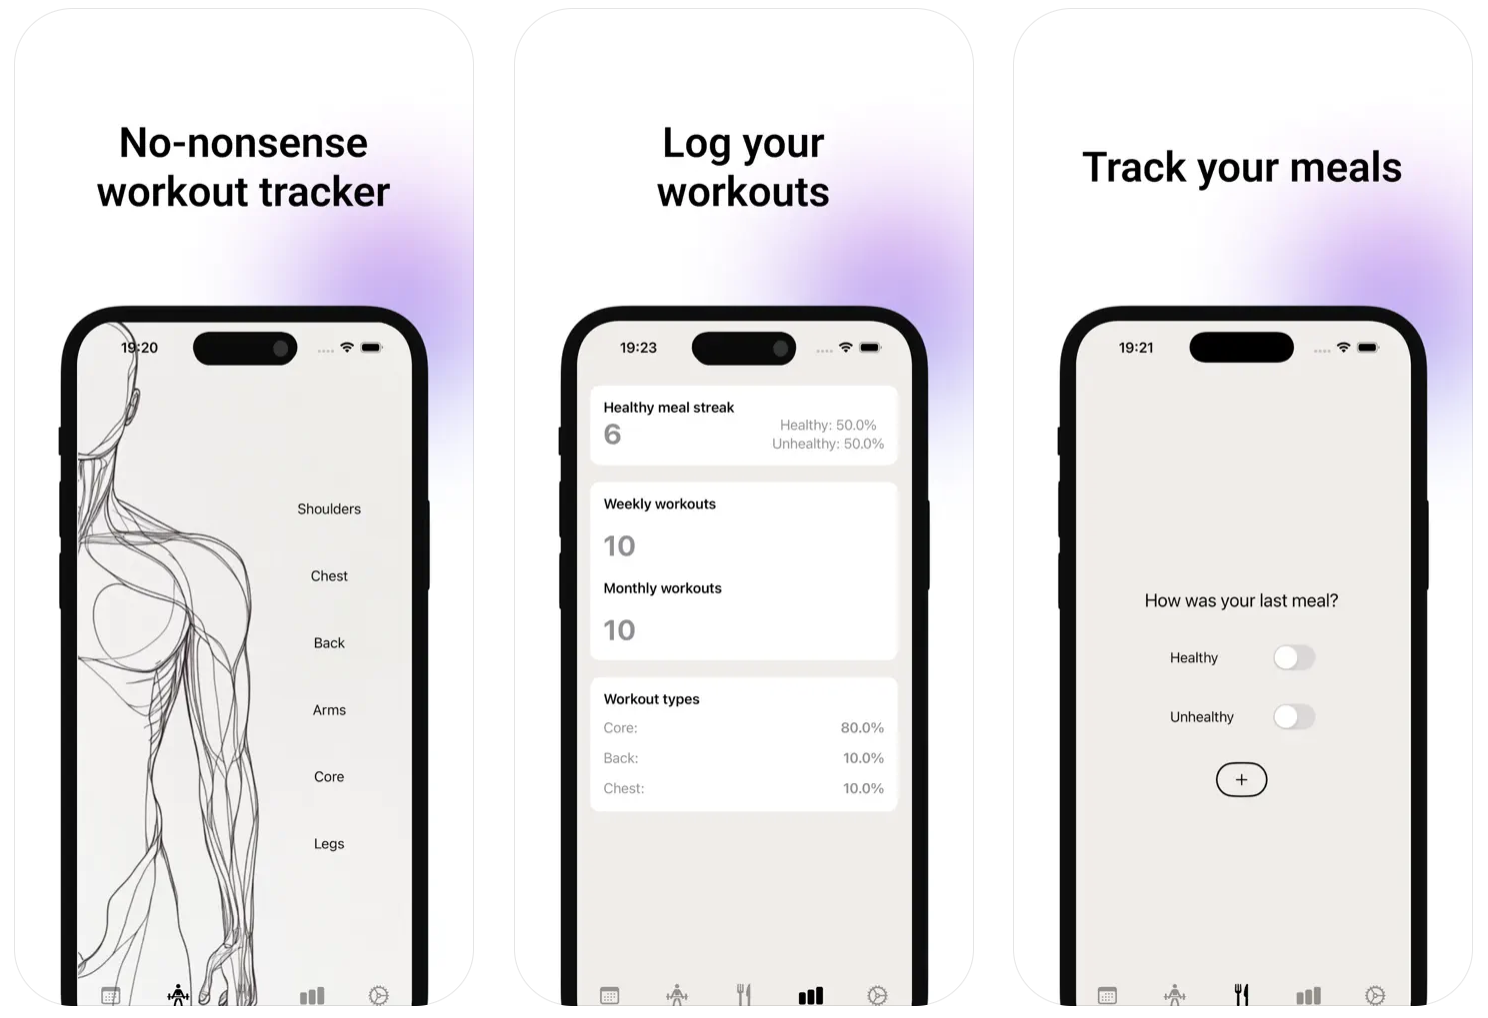 No-nonsense
workout tracker
19:20
Shoulders
Chest
Back
Arms
Core
Legs
Log your
workouts
19:23
Healthy meal streak
6
Healthy: 50.0%
Unhealthy: 50.0%
Weekly workouts
10
Monthly workouts
10
Workout types
Core: 80.0%
Back: 10.0%
Chest: 10.0%
Track your meals
19:21
How was your last meal?
Healthy
Unhealthy
+